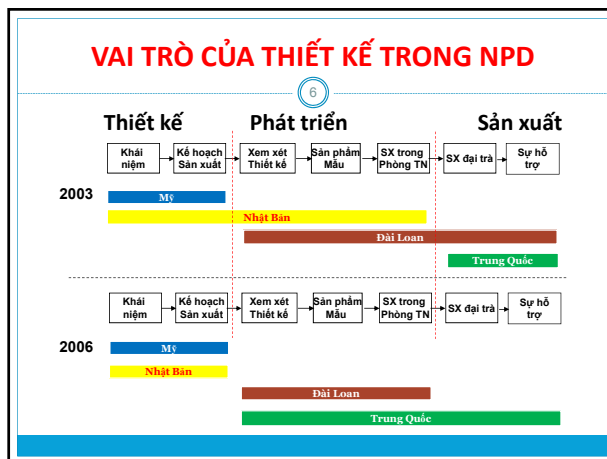 VAI TRÒ CỦA THIẾT KẾ TRONG NPD
6
Thiết kế Phát triển Sản xuất
Khái niệm
Kế hoạch Sản xuất
Xem xét Thiết kế
Sản phẩm Mẫu
SX trong Phòng TN
SX đại trà
Sự hỗ trợ
2003
Mỹ
Nhật Bản
Đài Loan
Trung Quốc
Khái niệm
Kế hoạch Sản xuất
Xem xét Thiết kế
Sản phẩm Mẫu
SX trong Phòng TN
SX đại trà
Sự hỗ trợ
2006
Mỹ
Nhật Bản
Đài Loan
Trung Quốc